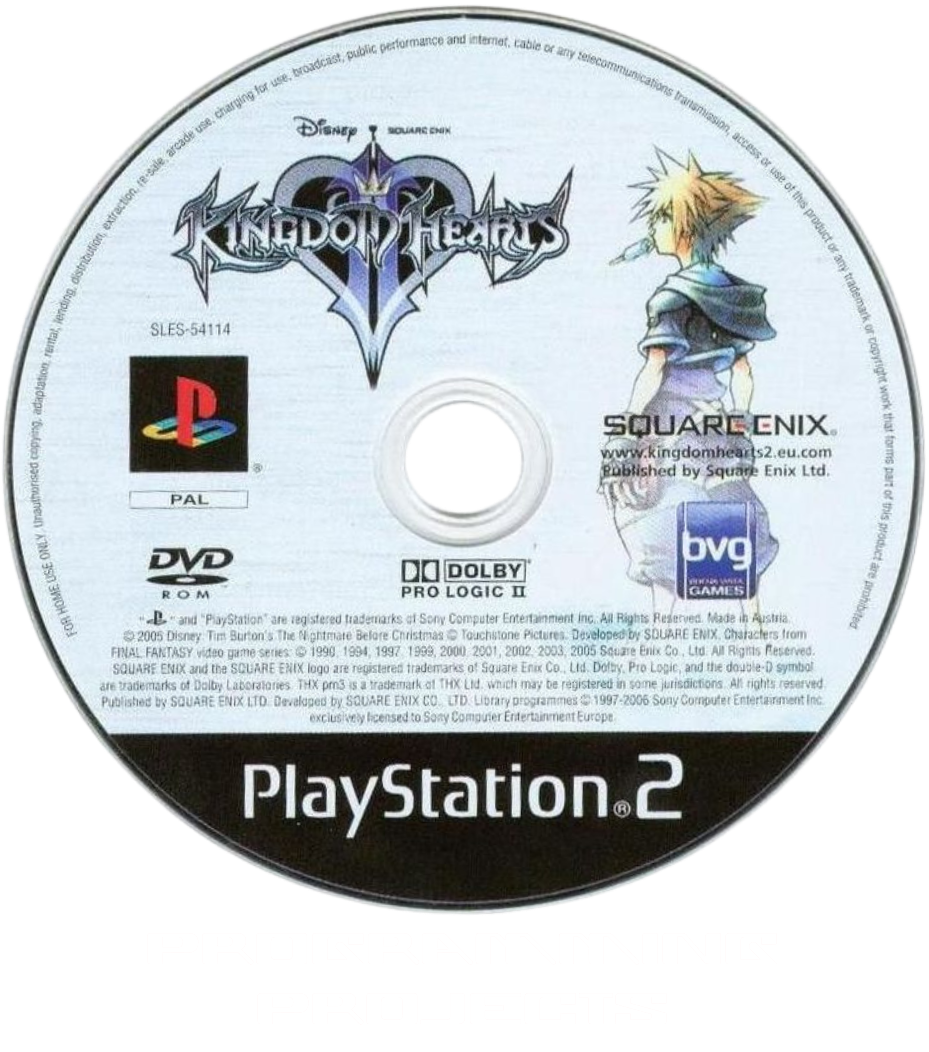 FOR HOME USE ONLY. Unauthorised copying, adaptation, rental, lending, distribution, extraction, re-sale, arcade use, charging for use, broadcast, public performance and internet, cable or any telecommunications transmission, access or use of this product or any trademark or copyright work that forms part of this product are prohibited
Disney SQUARE ENIX
KINGDOM HEARTS
II
SLES-54114
PAL
DVD
ROM
DOLBY
PRO LOGIC II
SQUARE ENIX®
www.kingdomhearts2.eu.com
Published by Square Enix Ltd.
bvg
BUENA VISTA
GAMES
" " and "PlayStation" are registered trademarks of Sony Computer Entertainment Inc. All Rights Reserved. Made in Austria.
© 2005 Disney. Tim Burton's The Nightmare Before Christmas © Touchstone Pictures. Developed by SQUARE ENIX. Characters from
FINAL FANTASY video game series: © 1990, 1994, 1997, 1999, 2000, 2001, 2002, 2003, 2005 Square Enix Co., Ltd. All Rights Reserved.
SQUARE ENIX and the SQUARE ENIX logo are registered trademarks of Square Enix Co., Ltd. Dolby, Pro Logic, and the double-D symbol
are trademarks of Dolby Laboratories. THX pm3 is a trademark of THX Ltd. which may be registered in some jurisdictions. All rights reserved.
Published by SQUARE ENIX LTD. Developed by SQUARE ENIX CO., LTD. Library programmes © 1997-2006 Sony Computer Entertainment Inc.
exclusively licensed to Sony Computer Entertainment Europe.
PlayStation®2